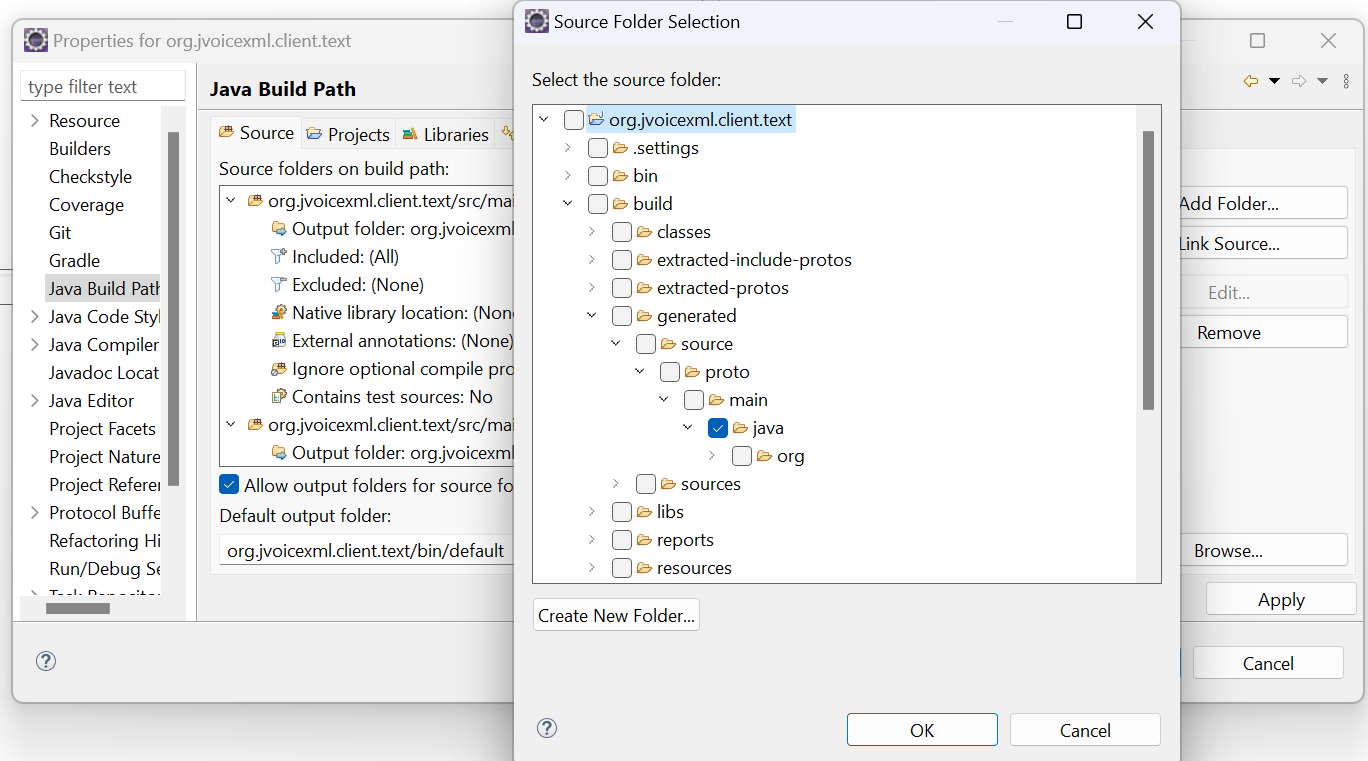 Properties for org.jvoicexml.client.text
type filter text
Resource
Builders
Checkstyle
Coverage
Git
Gradle
Java Build Path
Java Code Styl
Java Compiler
Javadoc Locat
Java Editor
Project Facets
Project Nature
Project Referer
Protocol Buffe
Refactoring Hi
Run/Debug Se
Java Build Path
Source
Projects
Libraries
Source folders on build path:
org.jvoicexml.client.text/src/mai
Output folder: org.jvoicexml
Included: (All)
Excluded: (None)
Native library location: (None
External annotations: (None)
Ignore optional compile pro
Contains test sources: No
org.jvoicexml.client.text/src/mai
Output folder: org.jvoicexml
Allow output folders for source fo
Default output folder:
org.jvoicexml.client.text/bin/default
Source Folder Selection
Select the source folder:
org.jvoicexml.client.text
.settings
bin
build
classes
extracted-include-protos
extracted-protos
generated
source
proto
main
java
org
sources
libs
reports
resources
Create New Folder...
OK
Cancel
Add Folder...
Link Source...
Edit...
Remove
Browse...
Apply
Cancel